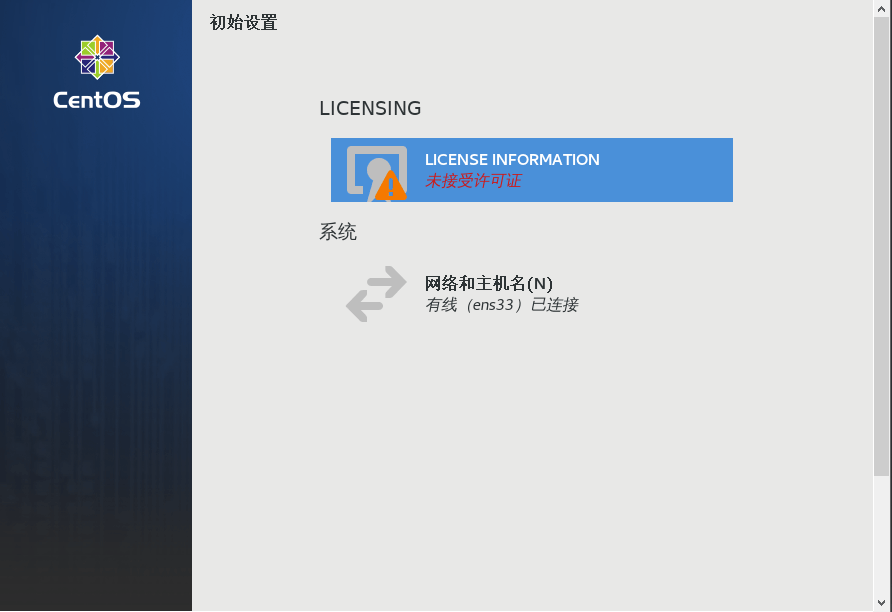 初始设置
CentOS
LICENSING
LICENSE INFORMATION
未接受许可证
系统
网络和主机名(N)
有线（ens33）已连接